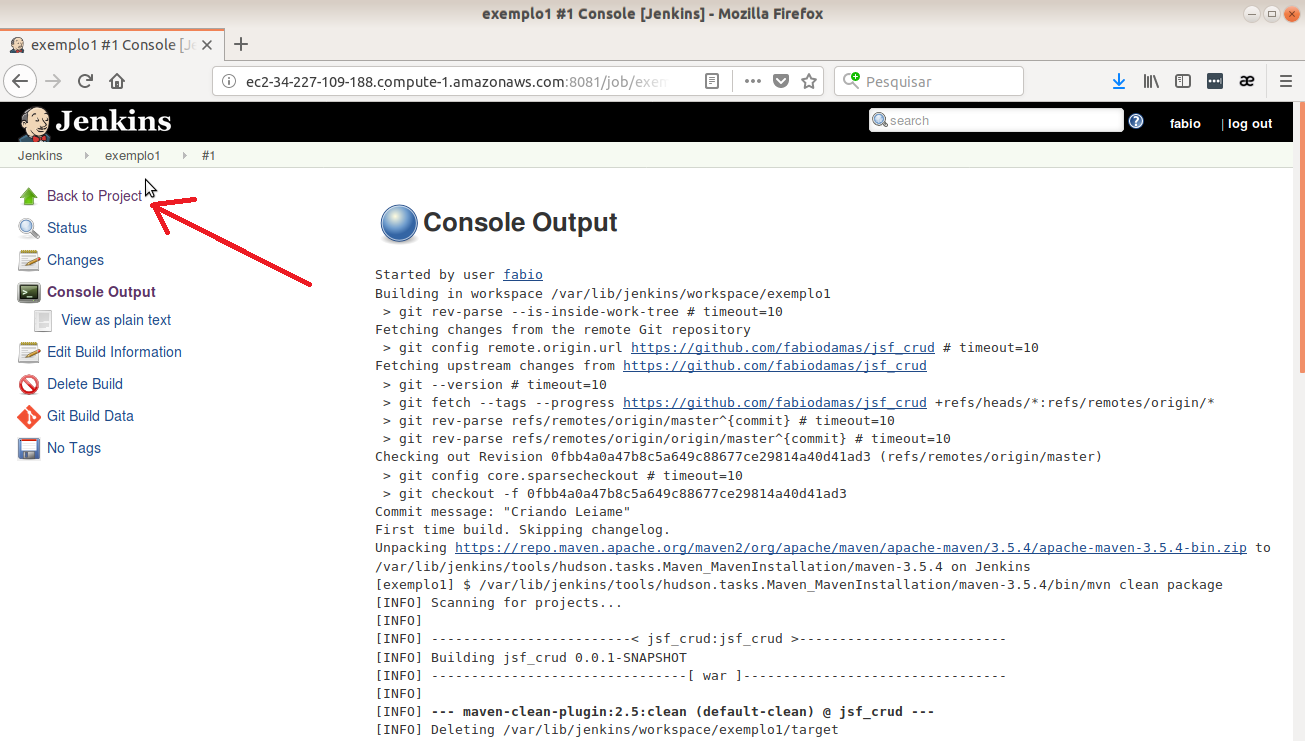 exemplo1 #1 Console [Jenkins] - Mozilla Firefox
exemplo1 #1 Console [Je
ec2-34-227-109-188.compute-1.amazonaws.com:8081/job/exem
Pesquisar
æ
Jenkins
search
fabio
| log out
Jenkins
exemplo1
#1
Back to Project
Status
Changes
Console Output
View as plain text
Edit Build Information
Delete Build
Git Build Data
No Tags
Console Output
Started by user fabio
Building in workspace /var/lib/jenkins/workspace/exemplo1
> git rev-parse --is-inside-work-tree # timeout=10
Fetching changes from the remote Git repository
> git config remote.origin.url https://github.com/fabiodamas/jsf_crud # timeout=10
Fetching upstream changes from https://github.com/fabiodamas/jsf_crud
> git --version # timeout=10
> git fetch --tags --progress https://github.com/fabiodamas/jsf_crud +refs/heads/*:refs/remotes/origin/*
> git rev-parse refs/remotes/origin/master^{commit} # timeout=10
> git rev-parse refs/remotes/origin/origin/master^{commit} # timeout=10
Checking out Revision 0fbb4a0a47b8c5a649c88677ce29814a40d41ad3 (refs/remotes/origin/master)
> git config core.sparsecheckout # timeout=10
> git checkout -f 0fbb4a0a47b8c5a649c88677ce29814a40d41ad3
Commit message: "Criando Leiame"
First time build. Skipping changelog.
Unpacking https://repo.maven.apache.org/maven2/org/apache/maven/apache-maven/3.5.4/apache-maven-3.5.4-bin.zip to
/var/lib/jenkins/tools/hudson.tasks.Maven_MavenInstallation/maven-3.5.4 on Jenkins
[exemplo1] $ /var/lib/jenkins/tools/hudson.tasks.Maven_MavenInstallation/maven-3.5.4/bin/mvn clean package
[INFO] Scanning for projects...
[INFO]
[INFO] -------------------------< jsf_crud:jsf_crud >--------------------------
[INFO] Building jsf_crud 0.0.1-SNAPSHOT
[INFO] --------------------------------[ war ]---------------------------------
[INFO]
[INFO] --- maven-clean-plugin:2.5:clean (default-clean) @ jsf_crud ---
[INFO] Deleting /var/lib/jenkins/workspace/exemplo1/target